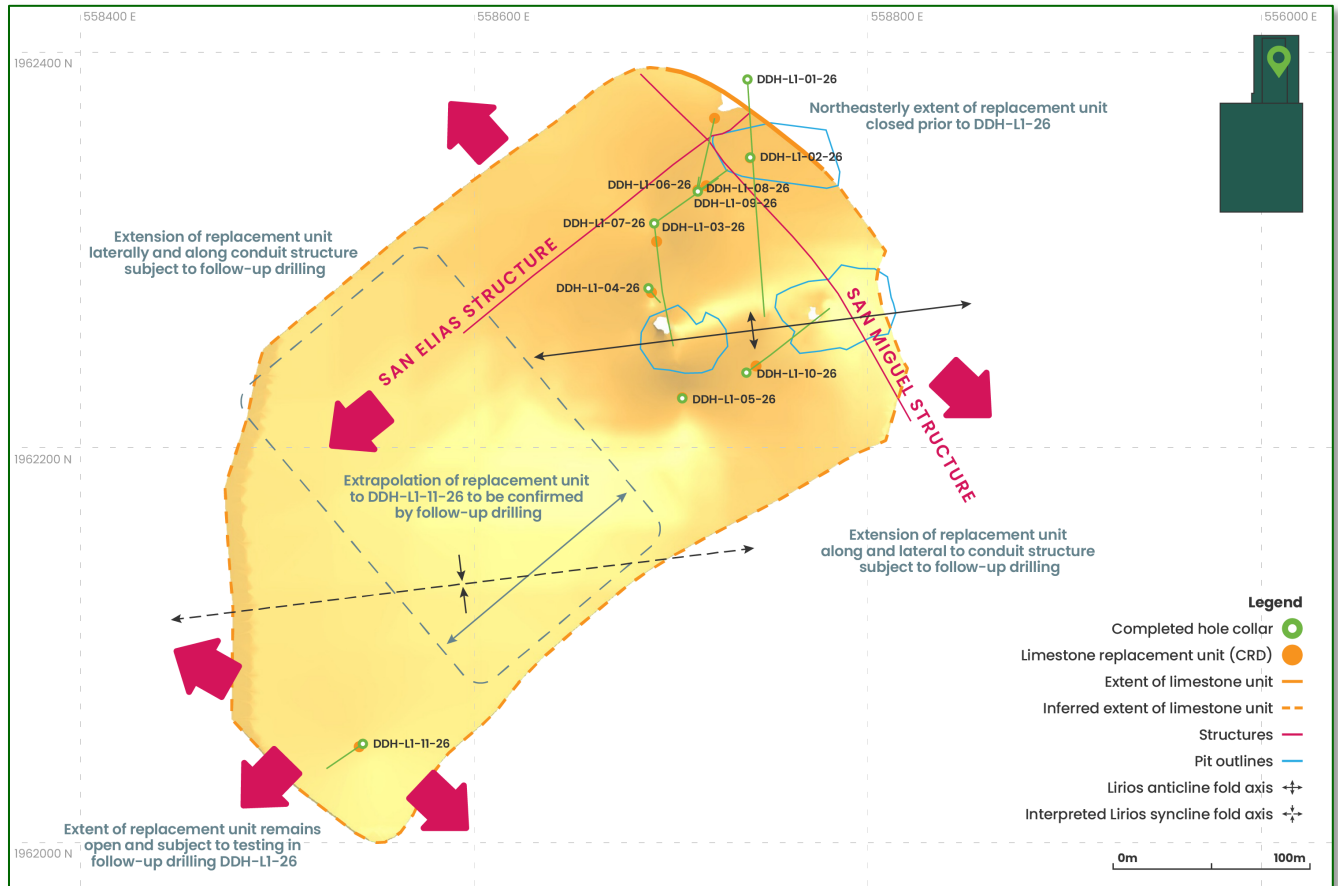 558400 E
558600 E
558800 E
556000 E
1962400 N
DDH-L1-01-26
Northeasterly extent of replacement unit
closed prior to DDH-L1-26
DDH-L1-02-26
DDH-L1-06-26
DDH-L1-08-26
DDH-L1-09-26
DDH-L1-07-26
DDH-L1-03-26
Extension of replacement unit
laterally and along conduit structure
subject to follow-up drilling
DDH-L1-04-26
SAN ELIAS STRUCTURE
SAN MIGUEL STRUCTURE
DDH-L1-10-26
DDH-L1-05-26
1962200 N
Extrapolation of replacement unit
to DDH-L1-11-26 to be confirmed
by follow-up drilling
Extension of replacement unit
along and lateral to conduit structure
subject to follow-up drilling
DDH-L1-11-26
Extent of replacement unit remains
open and subject to testing in
follow-up drilling DDH-L1-26
1962000 N
Legend
Completed hole collar
Limestone replacement unit (CRD)
Extent of limestone unit
Inferred extent of limestone unit
Structures
Pit outlines
Lirios anticline fold axis
Interpreted Lirios syncline fold axis
0m 100m